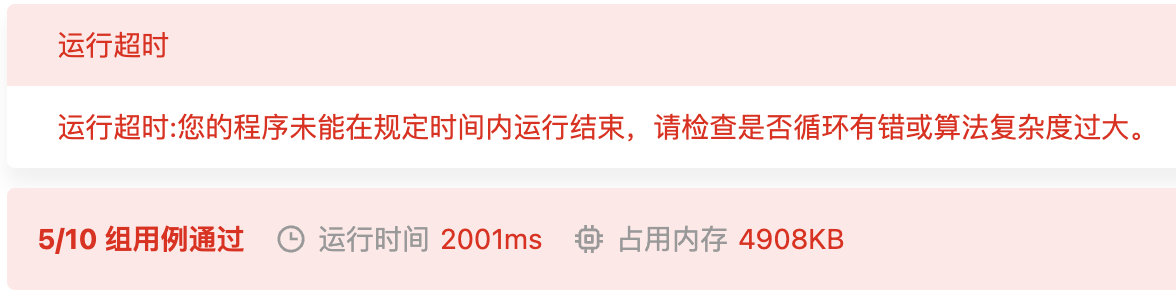 运行超时
运行超时:您的程序未能在规定时间内运行结束，请检查是否循环有错或算法复杂度过大。
5/10 组用例通过 运行时间 2001ms 占用内存 4908KB